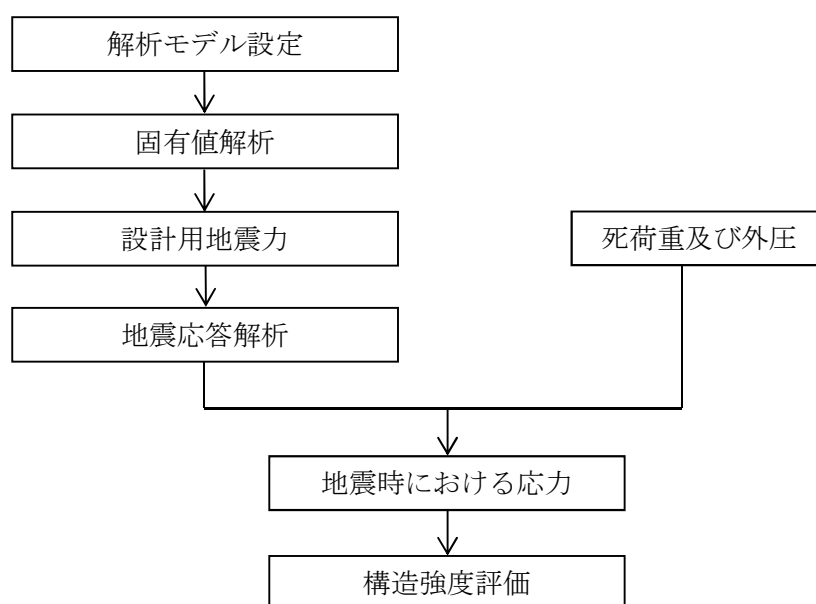 解析モデル設定
固有値解析
設計用地震力
死荷重及び外圧
地震応答解析
地震時における応力
構造強度評価